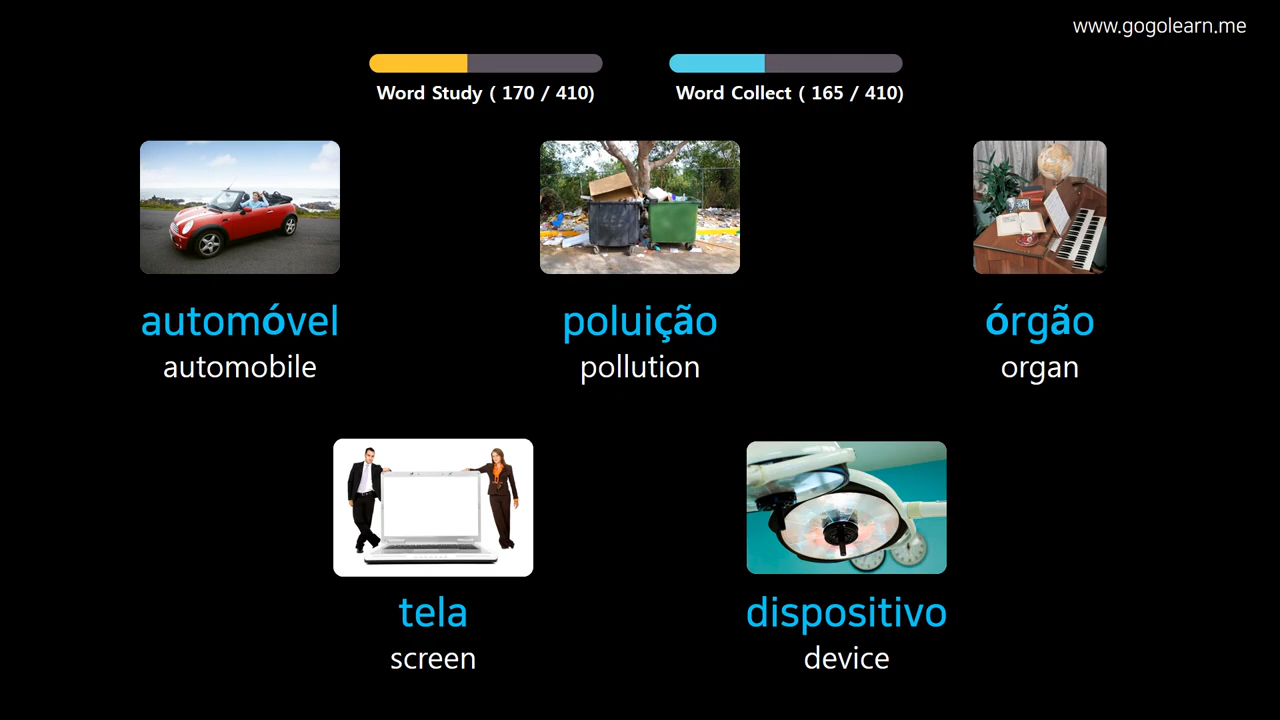 www.gogolearn.me
Word Study ( 170 / 410)
Word Collect ( 165 / 410)
automóvel
automobile
poluição
pollution
órgão
organ
tela
screen
dispositivo
device